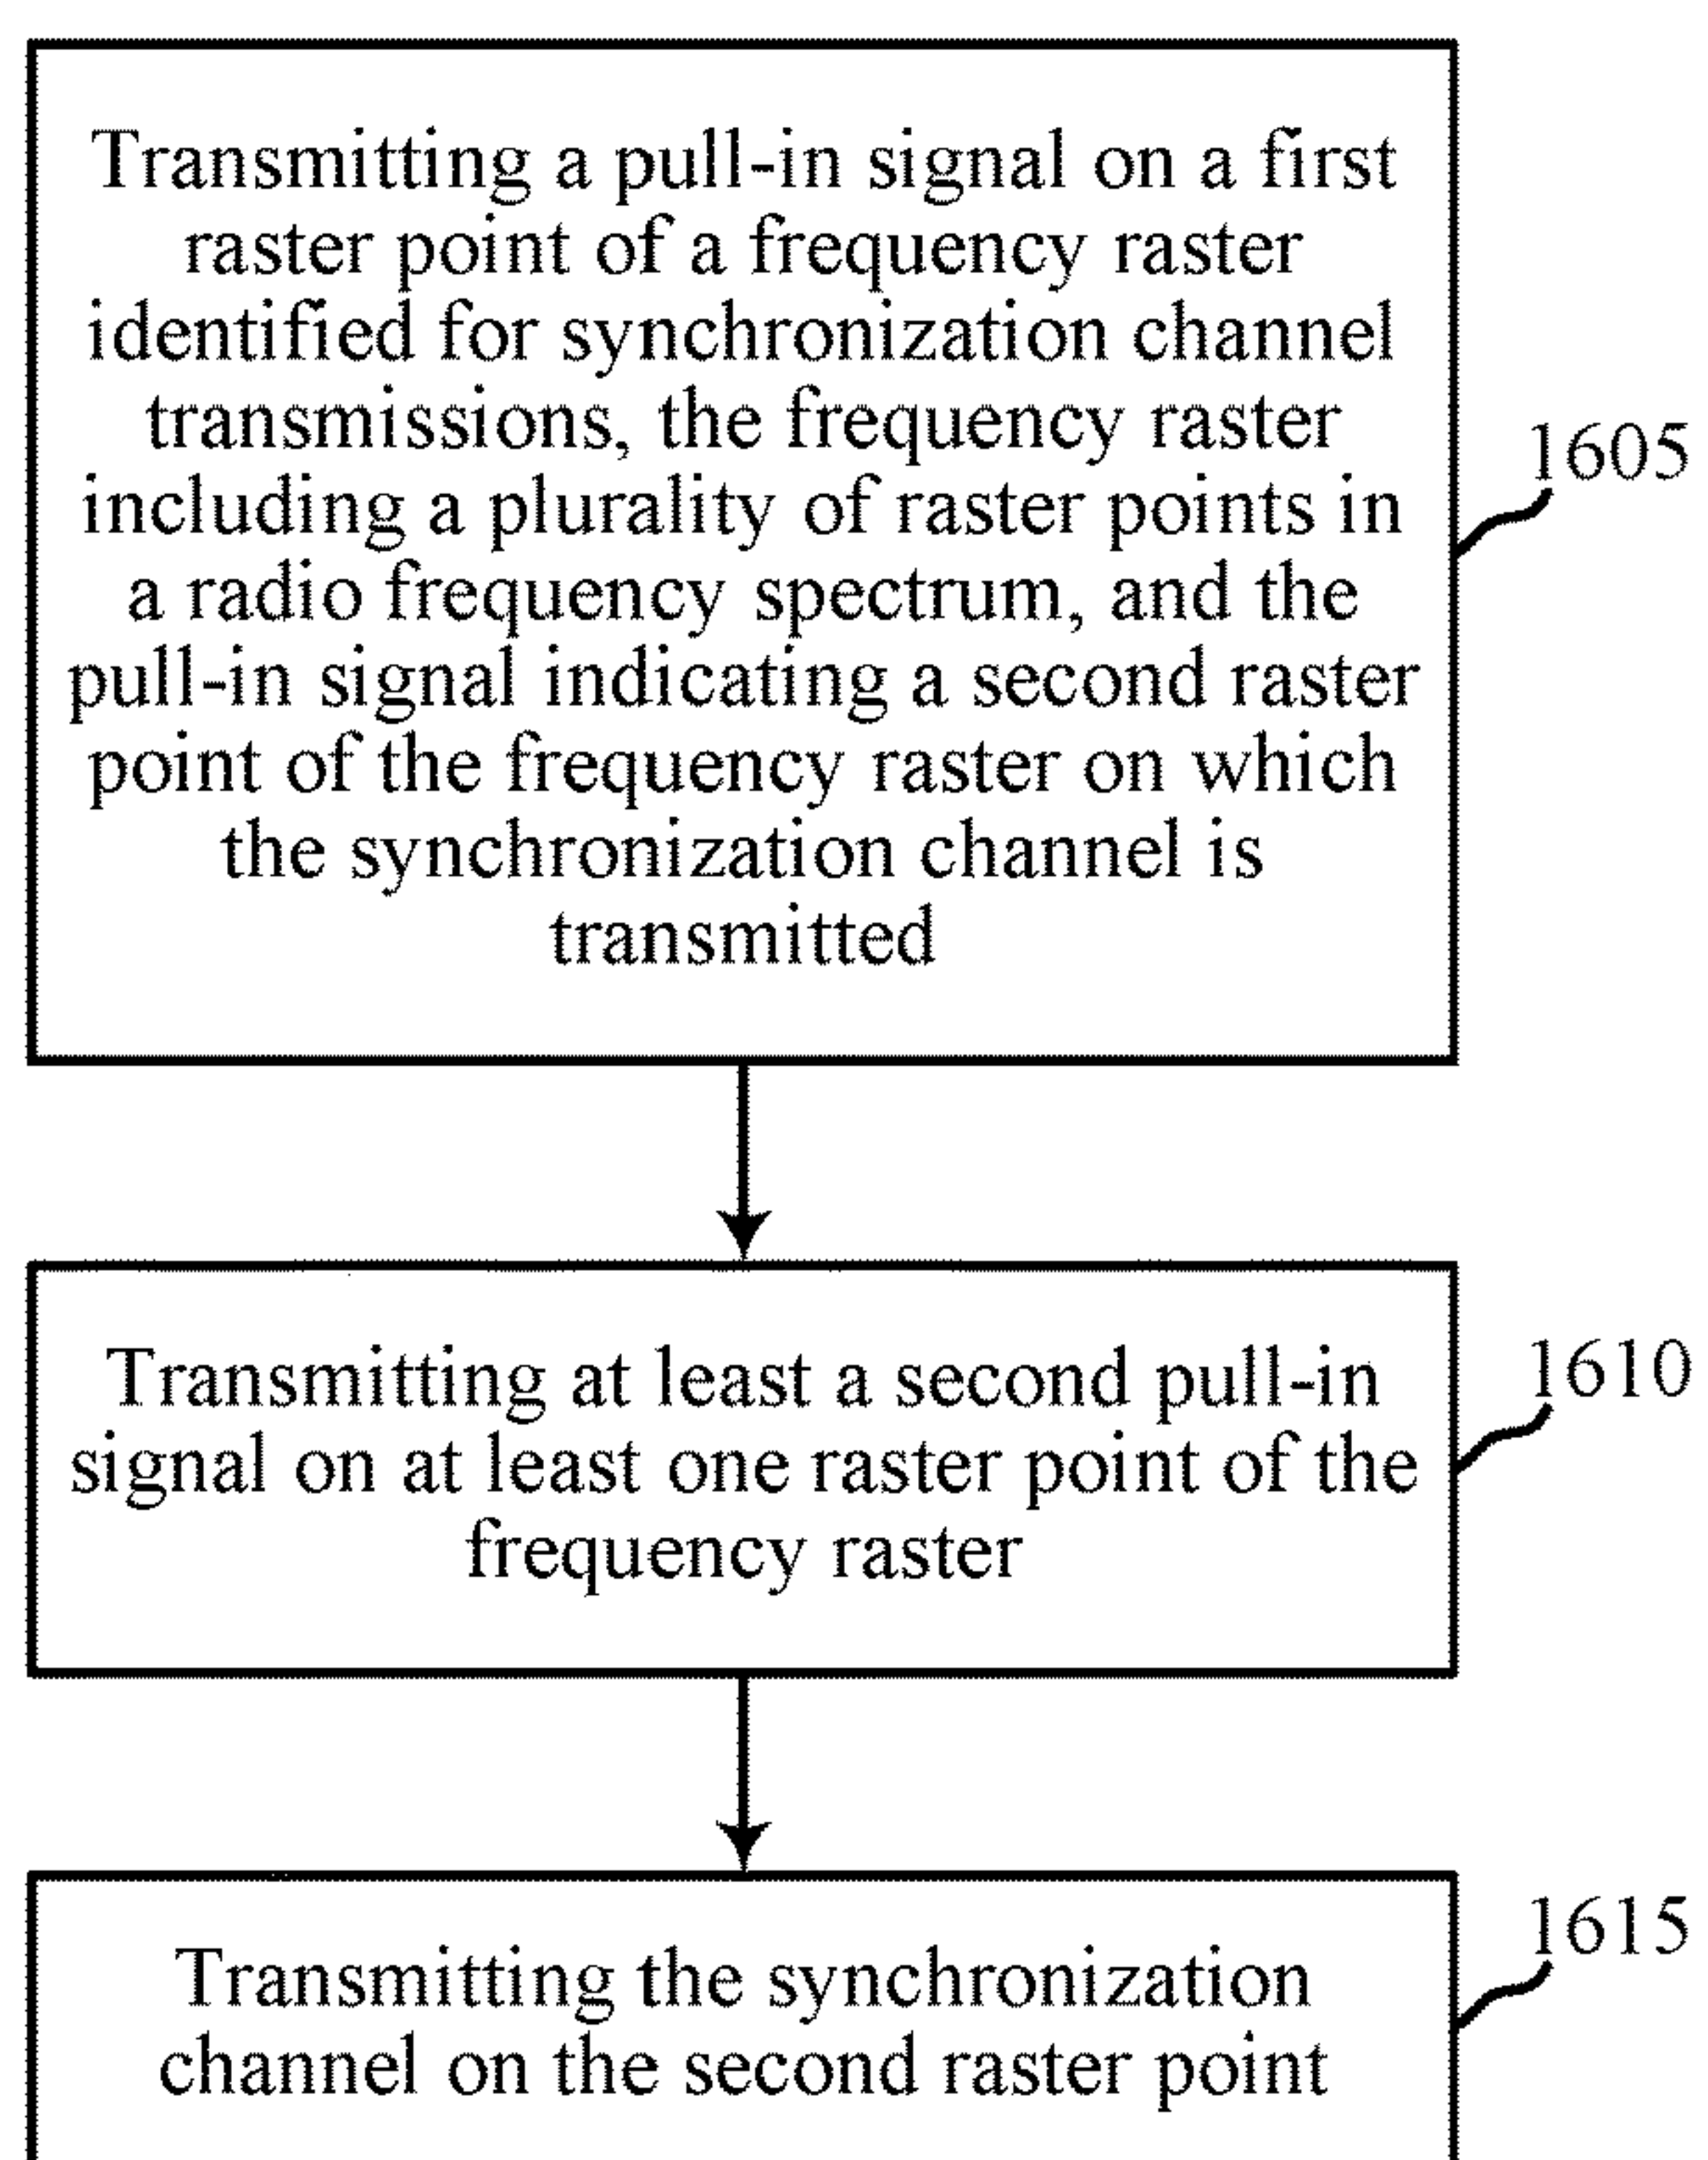 Transmitting a pull-in signal on a first
raster point of a frequency raster
identified for synchronization channel
transmissions, the frequency raster
including a plurality of raster points in
a radio frequency spectrum, and the
pull-in signal indicating a second raster
point of the frequency raster on which
the synchronization channel is
transmitted
1605
Transmitting at least a second pull-in
signal on at least one raster point of the
frequency raster
1610
Transmitting the synchronization
channel on the second raster point
1615